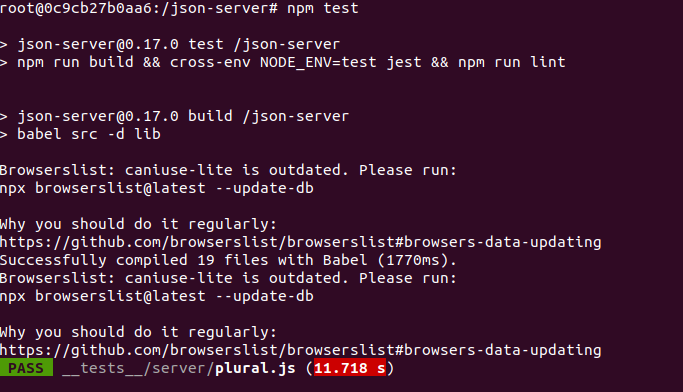 root@0c9cb27b0aa6:/json-server# npm test
> json-server@0.17.0 test /json-server
> npm run build && cross-env NODE_ENV=test jest && npm run lint
> json-server@0.17.0 build /json-server
> babel src -d lib
Browserslist: caniuse-lite is outdated. Please run:
npx browserslist@latest --update-db
Why you should do it regularly:
https://github.com/browserslist/browserslist#browsers-data-updating
Successfully compiled 19 files with Babel (1770ms).
Browserslist: caniuse-lite is outdated. Please run:
npx browserslist@latest --update-db
Why you should do it regularly:
https://github.com/browserslist/browserslist#browsers-data-updating
PASS __tests__/server/plural.js (11.718 s)